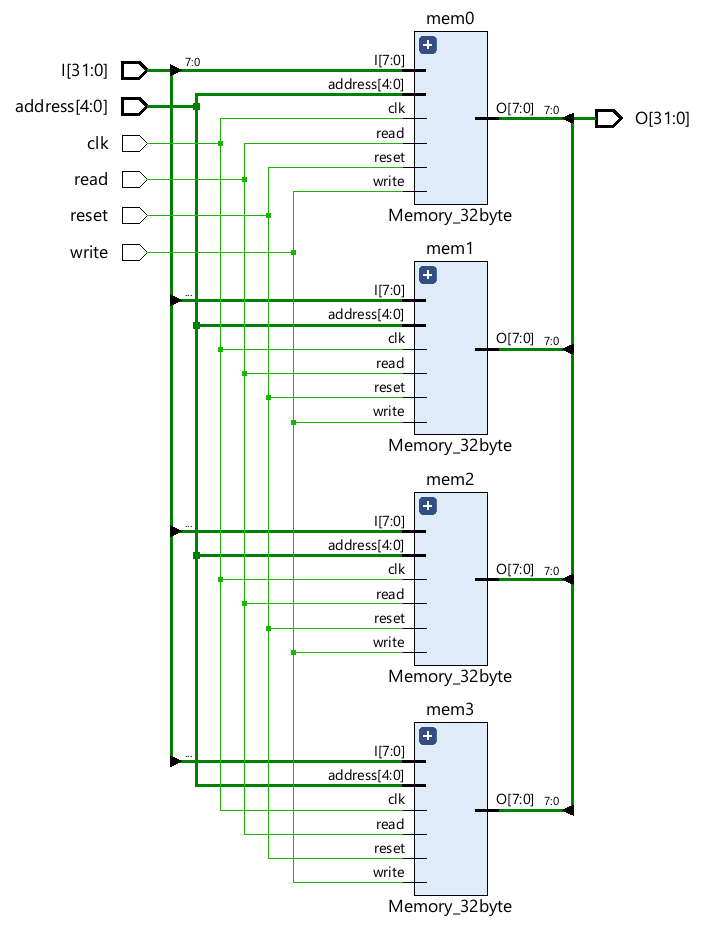 mem0
I[31:0]
7:0
I[7:0]
address[4:0]
address[4:0]
clk
O[7:0]
7:0
O[31:0]
clk
read
read
reset
reset
write
write
Memory_32byte
mem1
...
I[7:0]
address[4:0]
clk
O[7:0]
7:0
read
reset
write
Memory_32byte
mem2
...
I[7:0]
address[4:0]
clk
O[7:0]
7:0
read
reset
write
Memory_32byte
mem3
...
I[7:0]
address[4:0]
clk
O[7:0]
7:0
read
reset
write
Memory_32byte